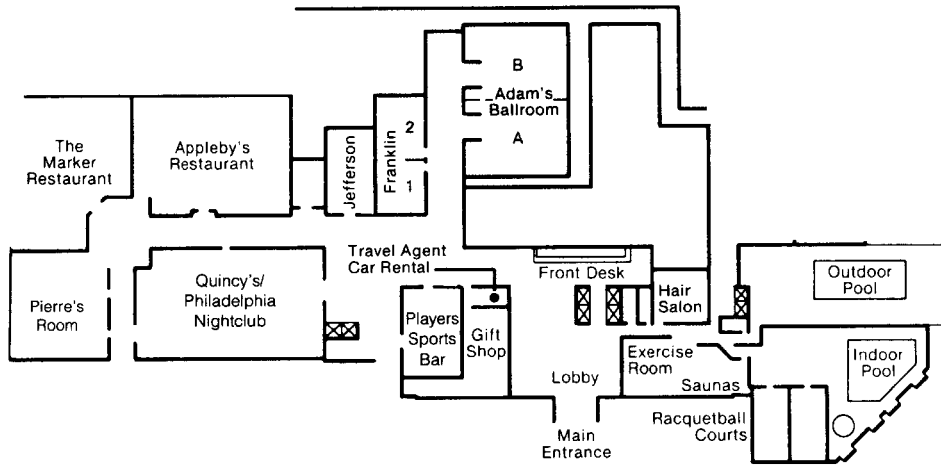 The
Marker
Restaurant
Appleby's
Restaurant
Jefferson
Franklin
2
1
B
Adam's
Ballroom
A
Pierre's
Room
Quincy's/
Philadelphia
Nightclub
Travel Agent
Car Rental
Players
Sports
Bar
Gift
Shop
Front Desk
Lobby
Main
Entrance
Hair
Salon
Exercise
Room
Saunas
Racquetball
Courts
Outdoor
Pool
Indoor
Pool